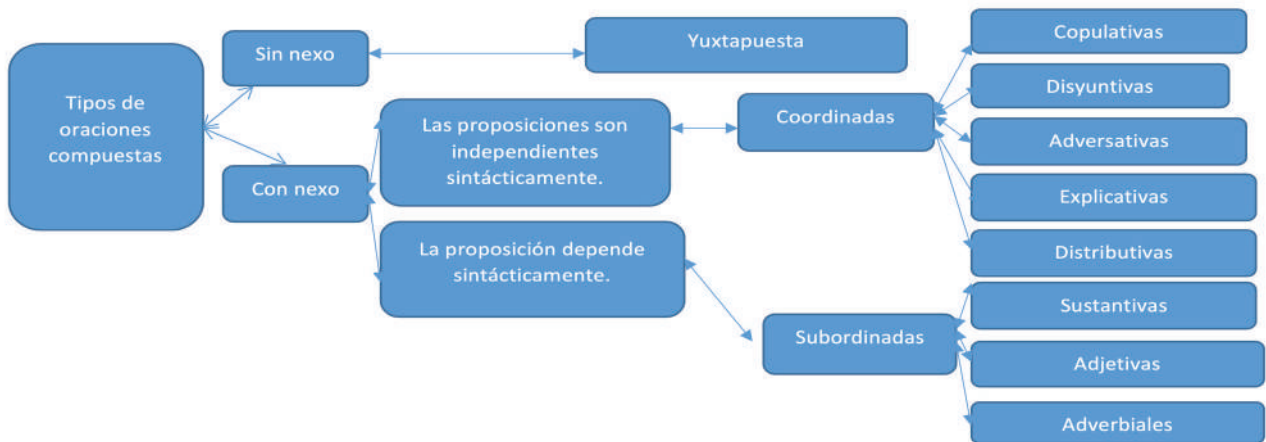 Tipos de
oraciones
compuestas
Sin nexo
Yuxtapuesta
Con nexo
Las proposiciones son
independientes
sintácticamente.
Coordinadas
Copulativas
Disyuntivas
Adversativas
Explicativas
Distributivas
La proposición depende
sintácticamente.
Subordinadas
Sustantivas
Adjetivas
Adverbiales